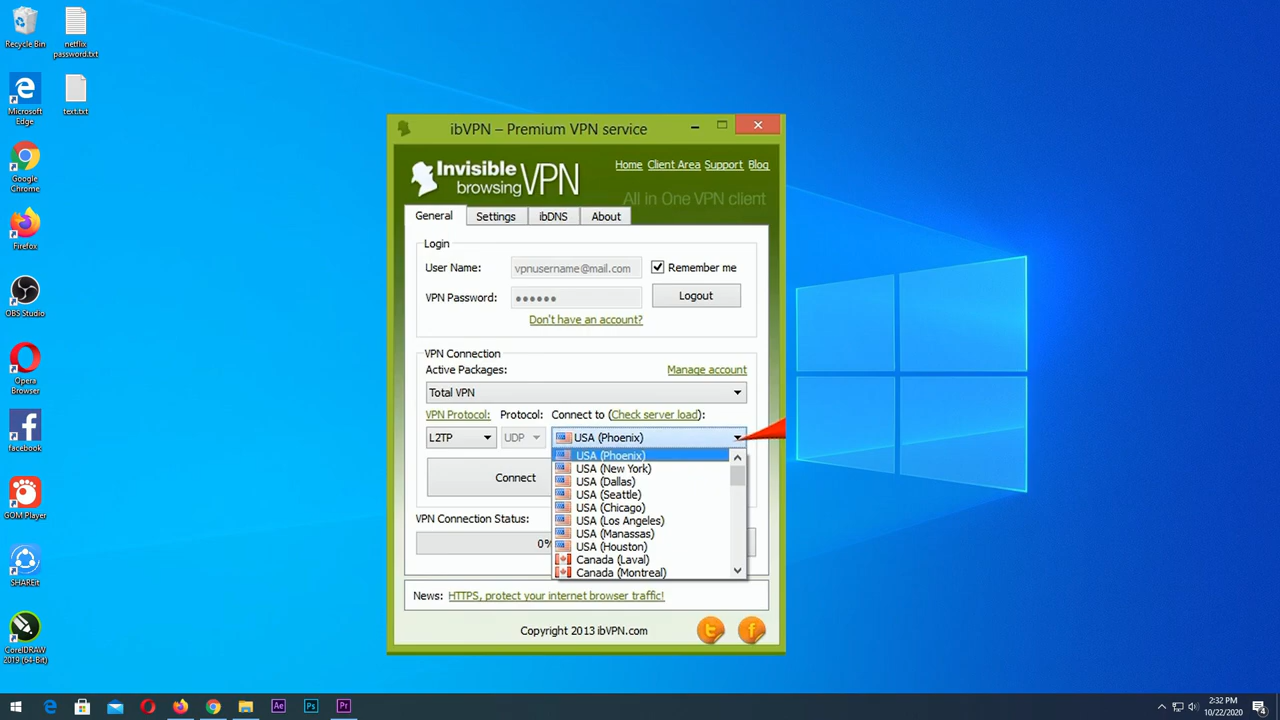 Recycle Bin
netflix
password.txt
Microsoft
Edge
text.txt
Google
Chrome
Firefox
OBS Studio
Opera
Browser
facebook
GOM Player
SHAREit
CorelDRAW
2019 (64-Bit)
ibVPN – Premium VPN service
Invisible
browsing VPN
Home Client Area Support Blog
All in One VPN client
General Settings ibDNS About
Login
User Name: vpnusername@mail.com Remember me
VPN Password: •••••• Logout
Don't have an account?
VPN Connection
Active Packages: Manage account
Total VPN
VPN Protocol: Protocol: Connect to (Check server load):
L2TP UDP USA (Phoenix)
USA (Phoenix)
USA (New York)
USA (Dallas)
USA (Seattle)
USA (Chicago)
USA (Los Angeles)
USA (Manassas)
USA (Houston)
Canada (Laval)
Canada (Montreal)
Connect
VPN Connection Status:
0%
News: HTTPS, protect your internet browser traffic!
Copyright 2013 ibVPN.com
t f
Ae Ps Pr
2:32 PM
10/22/2020
4